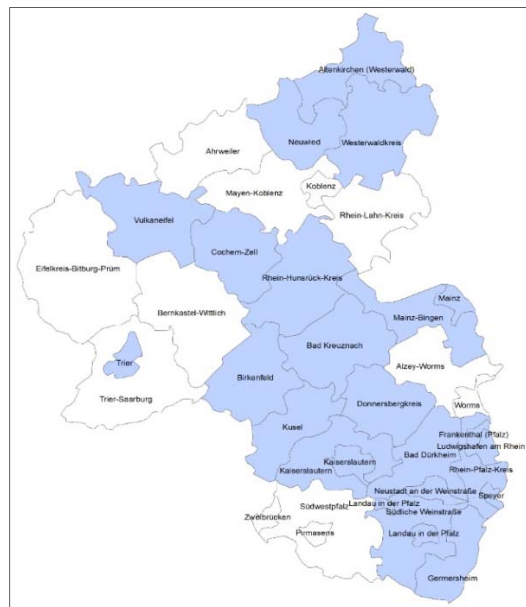 Altenkirchen (Westerwald)
Neuwied
Westerwaldkreis
Ahrweiler
Mayen-Koblenz
Koblenz
Rhein-Lahn-Kreis
Vulkaneifel
Cochem-Zell
Eifelkreis-Bitburg-Prüm
Rhein-Hunsrück-Kreis
Mainz
Bernkastel-Wittlich
Mainz-Bingen
Bad Kreuznach
Trier
Alzey-Worms
Birkenfeld
Trier-Saarburg
Donnersbergkreis
Worms
Kusel
Frankenthal (Pfalz)
Ludwigshafen am Rhein
Bad Dürkheim
Kaiserslautern
Kaiserslautern
Rhein-Pfalz-Kreis
Neustadt an der Weinstraße
Speyer
Landau in der Pfalz
Südwestpfalz
Südliche Weinstraße
Zweibrücken
Pirmasens
Landau in der Pfalz
Germersheim